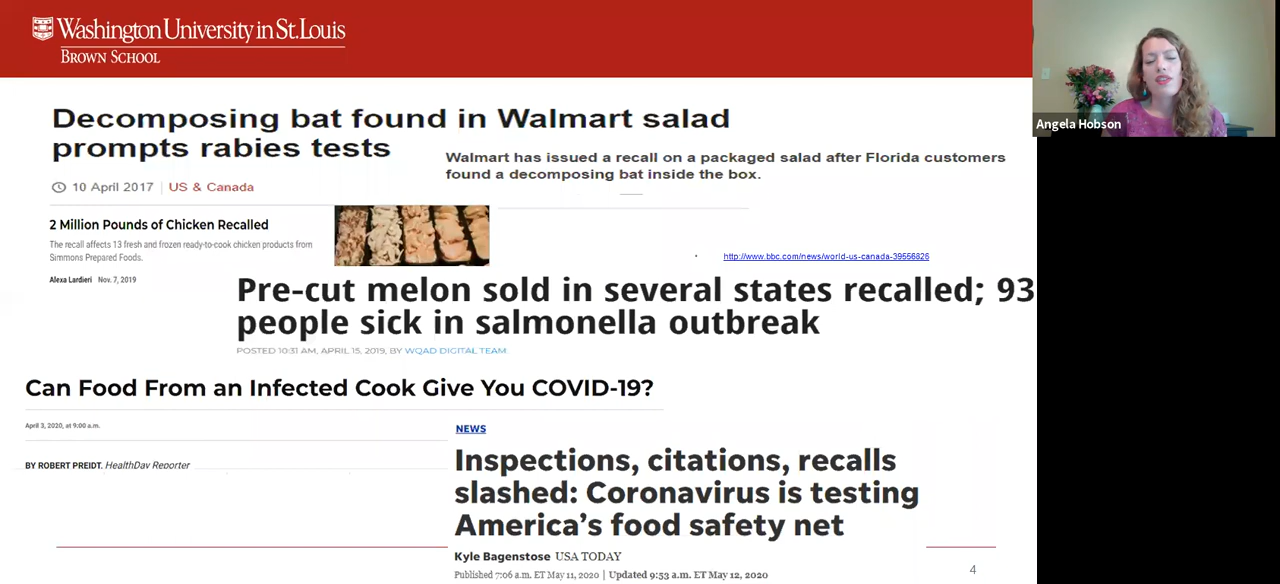 Washington University in St.Louis
BROWN SCHOOL
Angela Hobson
Decomposing bat found in Walmart salad
prompts rabies tests
10 April 2017 | US & Canada
Walmart has issued a recall on a packaged salad after Florida customers
found a decomposing bat inside the box.
2 Million Pounds of Chicken Recalled
The recall affects 13 fresh and frozen ready-to-cook chicken products from
Simmons Prepared Foods.
Alexa Lardieri Nov. 7, 2019
http://www.bbc.com/news/world-us-canada-39556826
Pre-cut melon sold in several states recalled; 93
people sick in salmonella outbreak
POSTED 10:31 AM, APRIL 15, 2019, BY WQAD DIGITAL TEAM
Can Food From an Infected Cook Give You COVID-19?
April 3, 2020, at 9:00 a.m.
BY ROBERT PREIDT, HealthDay Reporter
NEWS
Inspections, citations, recalls
slashed: Coronavirus is testing
America's food safety net
Kyle Bagenstose USA TODAY
Published 7:06 a.m. ET May 11, 2020 | Updated 9:53 a.m. ET May 12, 2020
4